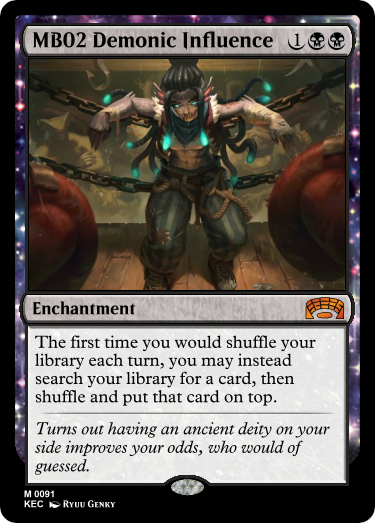 MB02 Demonic Influence 1
Enchantment
The first time you would shuffle your
library each turn, you may instead
search your library for a card, then
shuffle and put that card on top.
Turns out having an ancient deity on your
side improves your odds, who would of
guessed.
M 0091
KEC Ryuu Genky